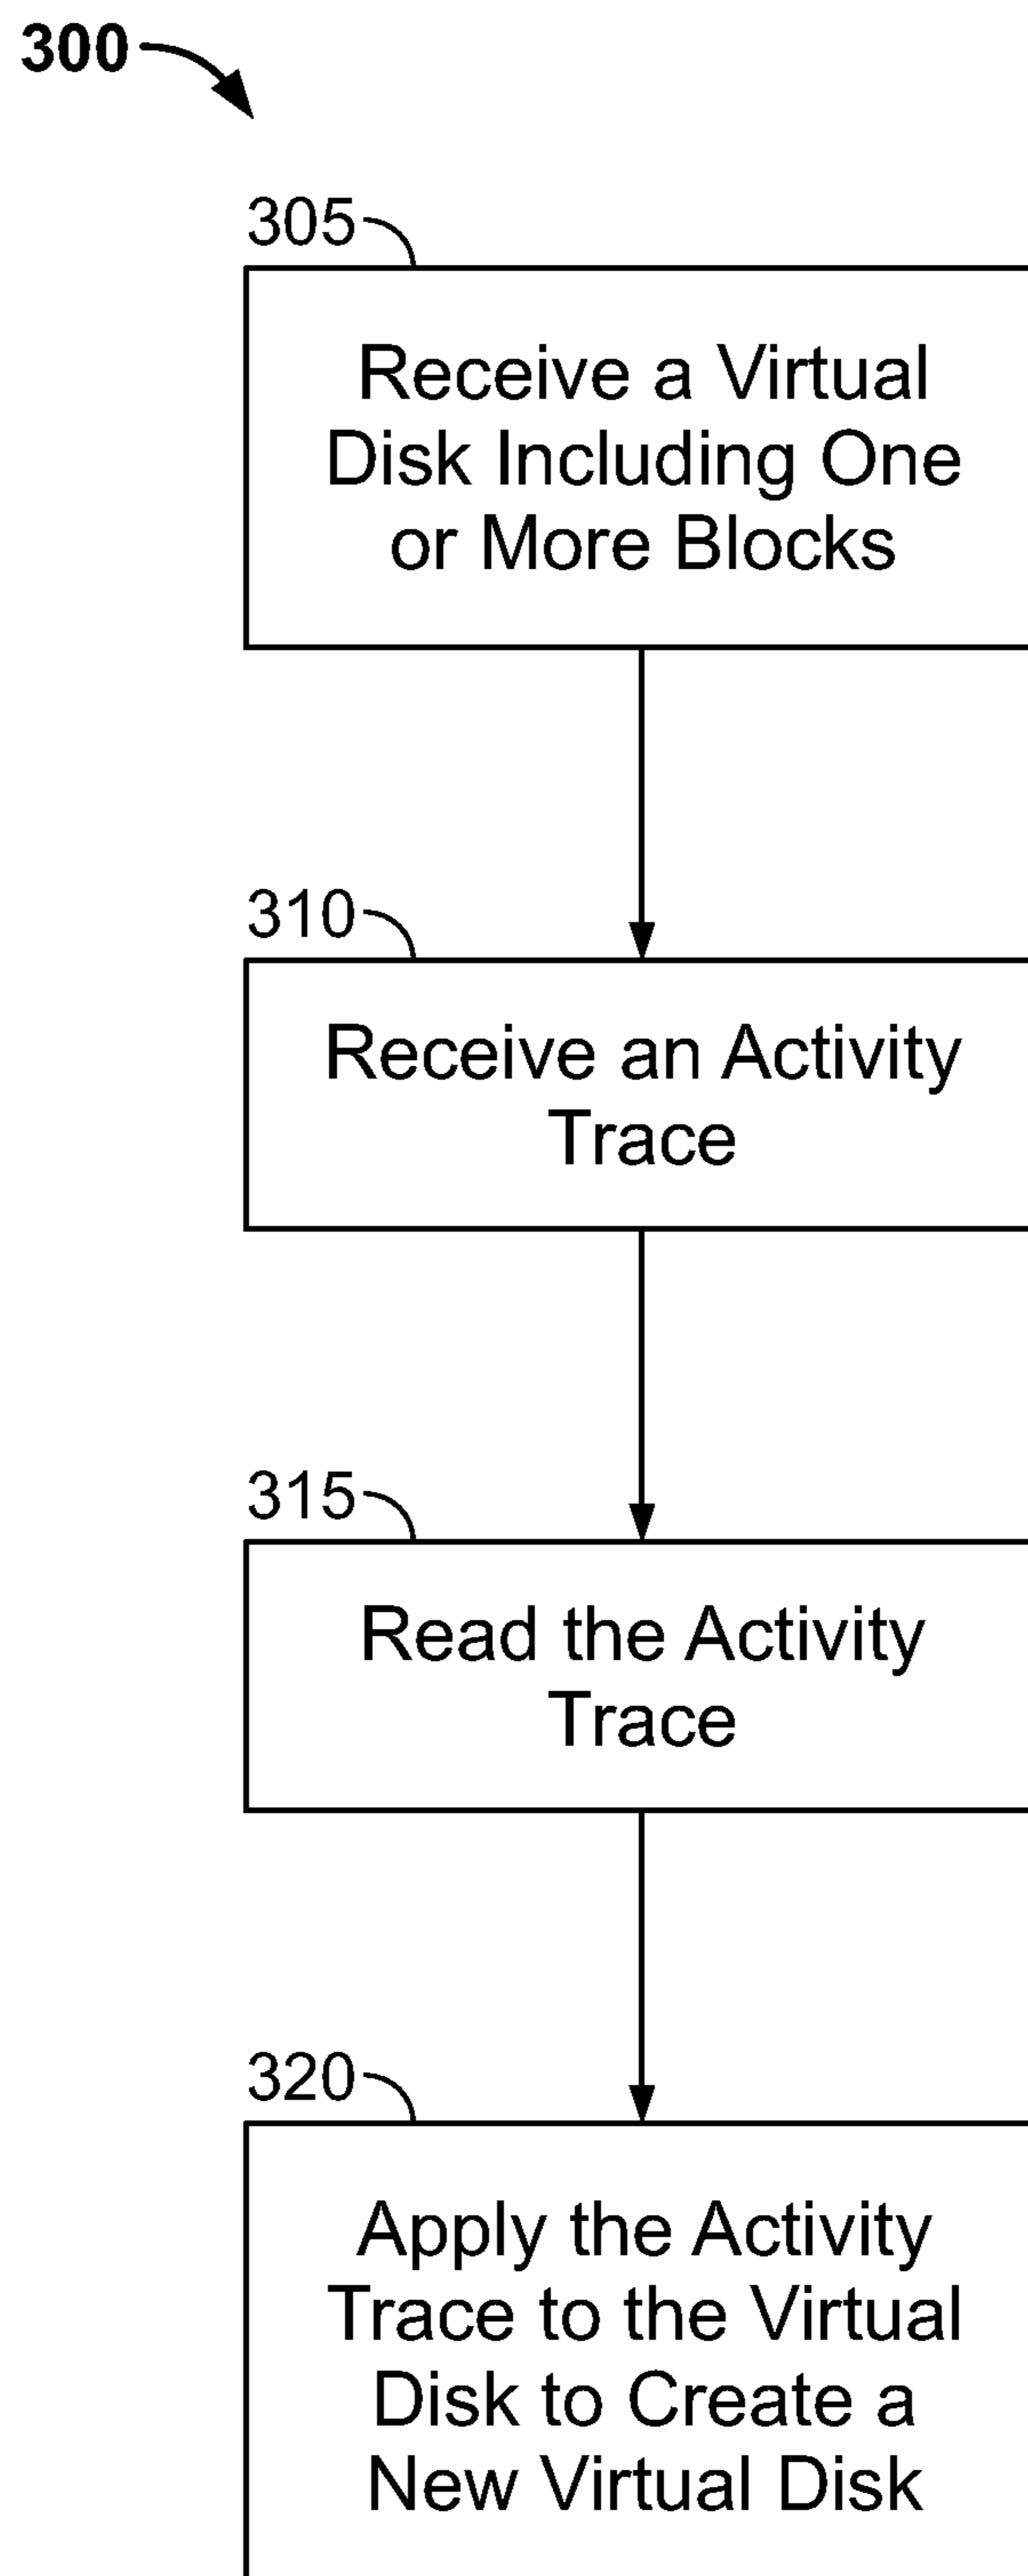 300
305
Receive a Virtual
Disk Including One
or More Blocks
310
Receive an Activity
Trace
315
Read the Activity
Trace
320
Apply the Activity
Trace to the Virtual
Disk to Create a
New Virtual Disk